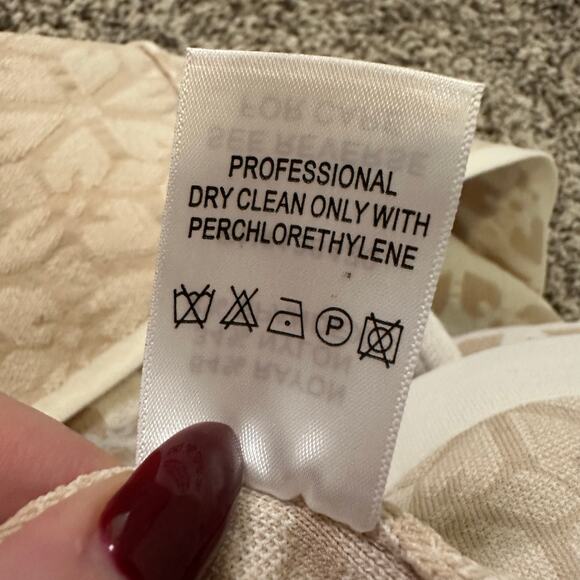 PROFESSIONAL
DRY CLEAN ONLY WITH
PERCHLORETHYLENE
P